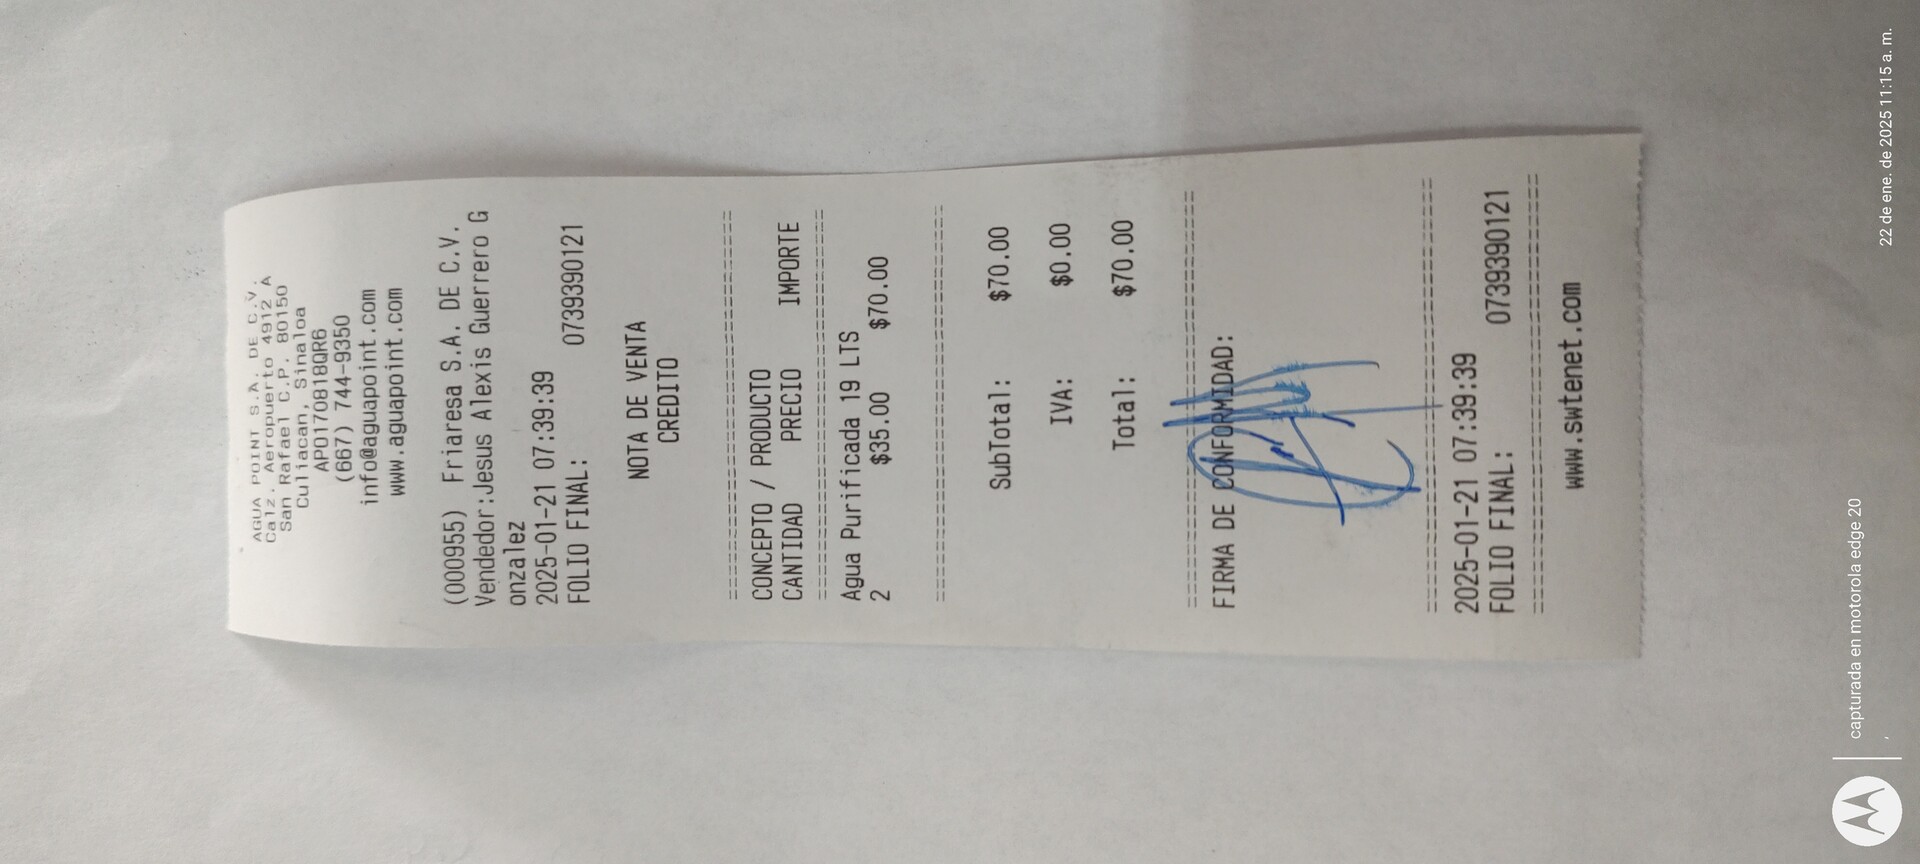 AGUA POINT S.A. DE C.V.
Calz. Aeropuerto 4912 A
San Rafael C.P. 80150
Culiacan, Sinaloa
APO170818QR6
(667) 744-9350
info@aguapoint.com
www.aguapoint.com
(000955) Friaresa S.A. DE C.V.
Vendedor:Jesus Alexis Guerrero G
onzalez
2025-01-21 07:39:39
FOLIO FINAL: 0739390121
NOTA DE VENTA
CREDITO
================================
CONCEPTO / PRODUCTO
CANTIDAD PRECIO IMPORTE
================================
Agua Purificada 19 LTS
2 $35.00 $70.00
================================
SubTotal: $70.00
IVA: $0.00
Total: $70.00
================================
FIRMA DE CONFORMIDAD:
================================
2025-01-21 07:39:39
FOLIO FINAL: 0739390121
================================
www.swtenet.com
capturada en motorola edge 20
,
22 de ene. de 2025 11:15 a. m.